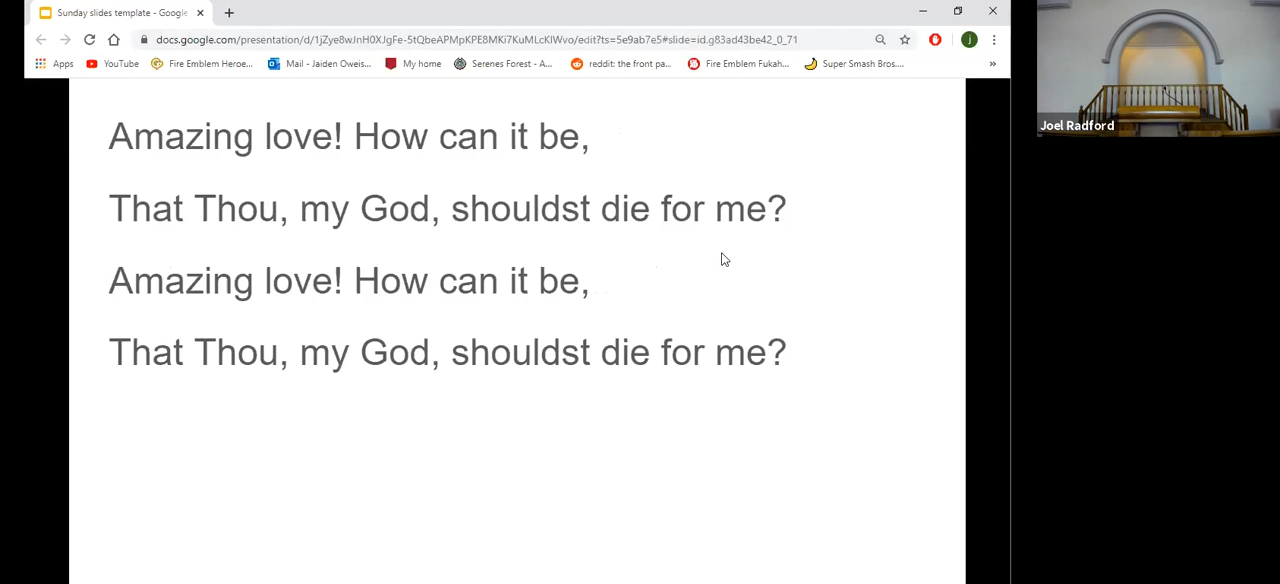 Sunday slides template - Google
docs.google.com/presentation/d/1jZye8wJnH0XJgFe-5tQbeAPMpKPE8MKi7KuMLcKlWvo/edit?ts=5e9ab7e5#slide=id.g83ad43be42_0_71
j
Apps YouTube Fire Emblem Heroe... Mail - Jaiden Oweis... My home Serenes Forest - A... reddit: the front pa... Fire Emblem Fukah... Super Smash Bros.... »
Joel Radford
Amazing love! How can it be,
That Thou, my God, shouldst die for me?
Amazing love! How can it be,
That Thou, my God, shouldst die for me?